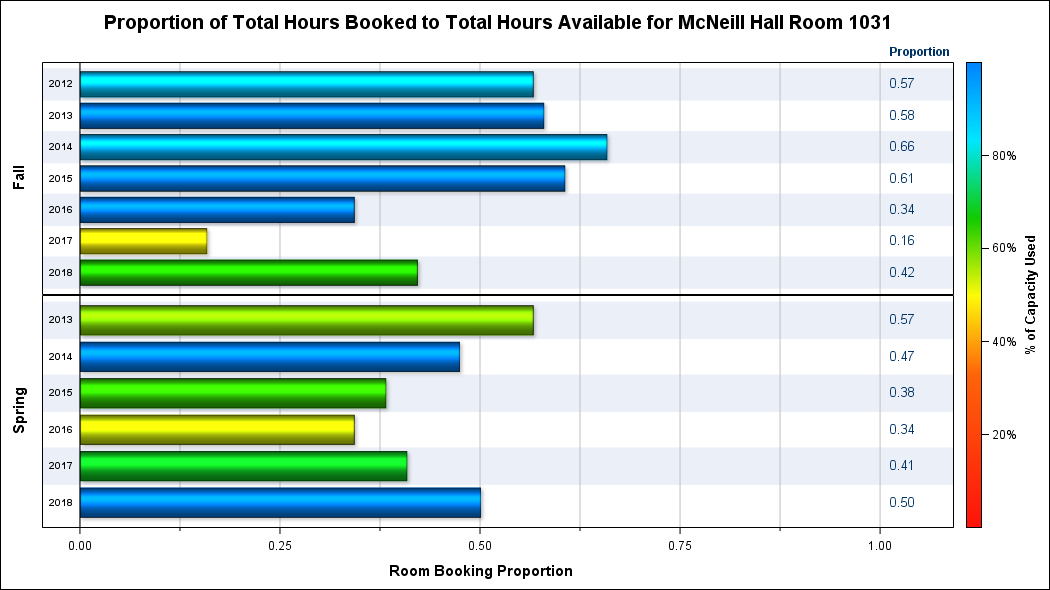 Proportion of Total Hours Booked to Total Hours Available for McNeill Hall Room 1031
Proportion
Fall
2012 0.57
2013 0.58
2014 0.66
2015 0.61
2016 0.34
2017 0.16
2018 0.42
Spring
2013 0.57
2014 0.47
2015 0.38
2016 0.34
2017 0.41
2018 0.50
0.00 0.25 0.50 0.75 1.00
Room Booking Proportion
80%
60%
40%
20%
% of Capacity Used